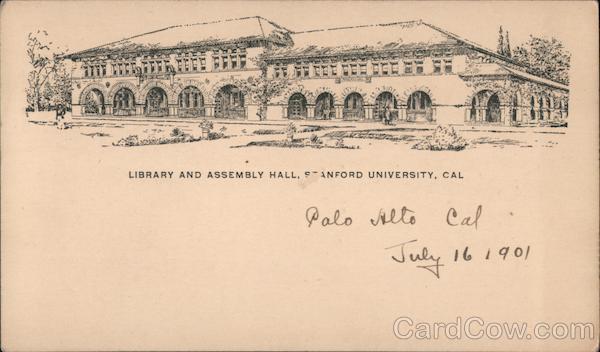 LIBRARY AND ASSEMBLY HALL, STANFORD UNIVERSITY, CAL
Palo Alto Cal
July 16 1901
CardCow.com